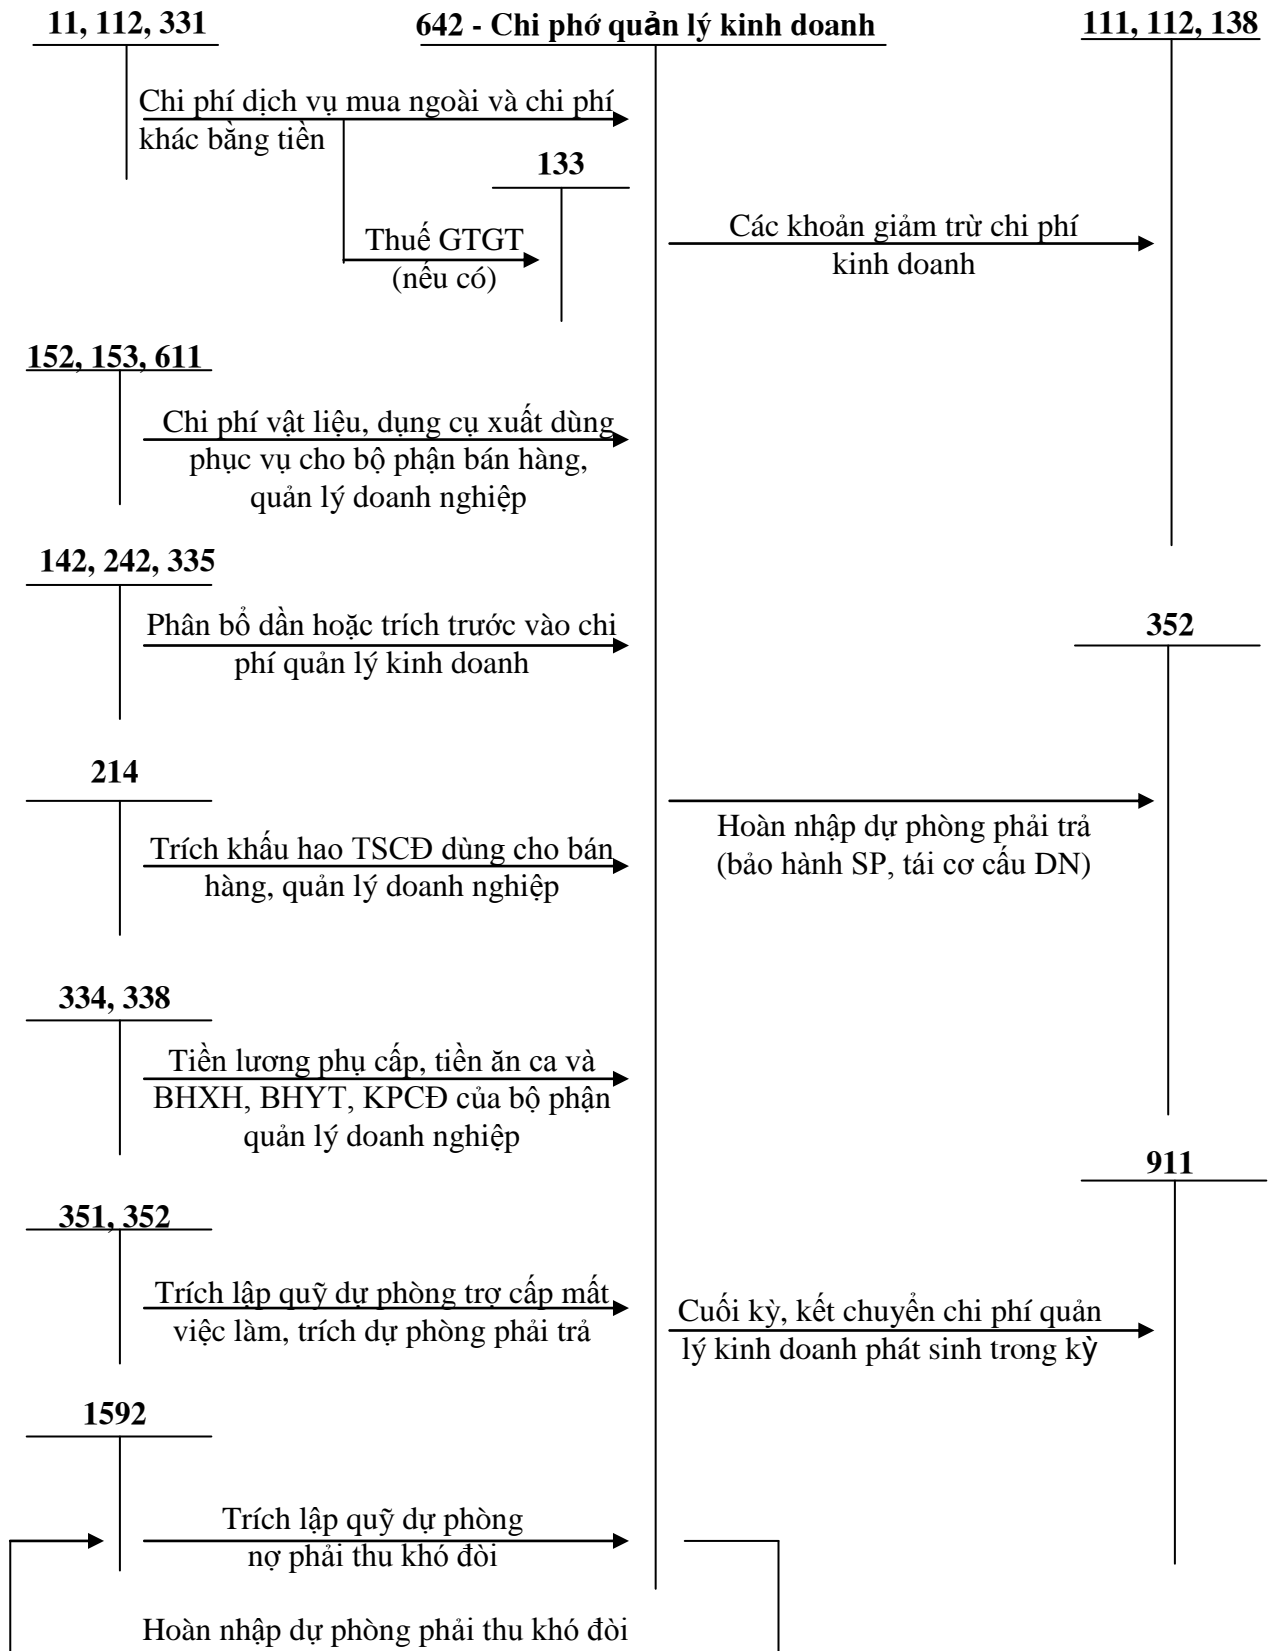 11, 112, 331
642 - Chi phớ quản lý kinh doanh
111, 112, 138
Chi phí dịch vụ mua ngoài và chi phí
khác bằng tiền
133
Thuế GTGT
(nếu có)
Các khoản giảm trừ chi phí
kinh doanh
152, 153, 611
Chi phí vật liệu, dụng cụ xuất dùng
phục vụ cho bộ phận bán hàng,
quản lý doanh nghiệp
142, 242, 335
Phân bổ dần hoặc trích trước vào chi
phí quản lý kinh doanh
352
214
Trích khấu hao TSCĐ dùng cho bán
hàng, quản lý doanh nghiệp
Hoàn nhập dự phòng phải trả
(bảo hành SP, tái cơ cấu DN)
334, 338
Tiền lương phụ cấp, tiền ăn ca và
BHXH, BHYT, KPCĐ của bộ phận
quản lý doanh nghiệp
911
351, 352
Trích lập quỹ dự phòng trợ cấp mất
việc làm, trích dự phòng phải trả
Cuối kỳ, kết chuyển chi phí quản
lý kinh doanh phát sinh trong kỳ
1592
Trích lập quỹ dự phòng
nợ phải thu khó đòi
Hoàn nhập dự phòng phải thu khó đòi